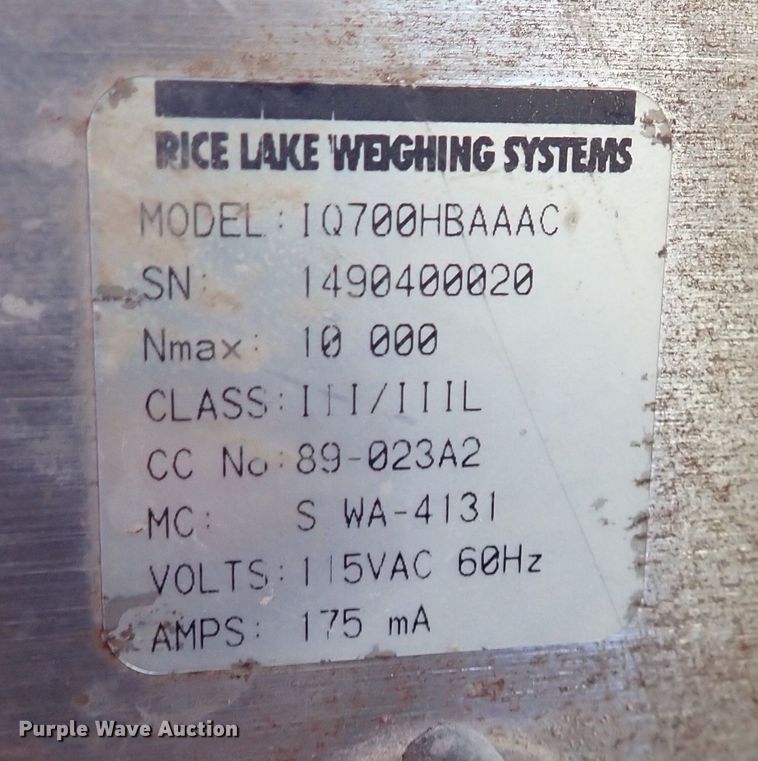 RICE LAKE WEIGHING SYSTEMS
MODEL: IQ700HBAAAC
SN: 1490400020
Nmax: 10 000
CLASS: III/IIIL
CC No: 89-023A2
MC: S WA-4131
VOLTS: 115VAC 60Hz
AMPS: 175 mA
Purple Wave Auction